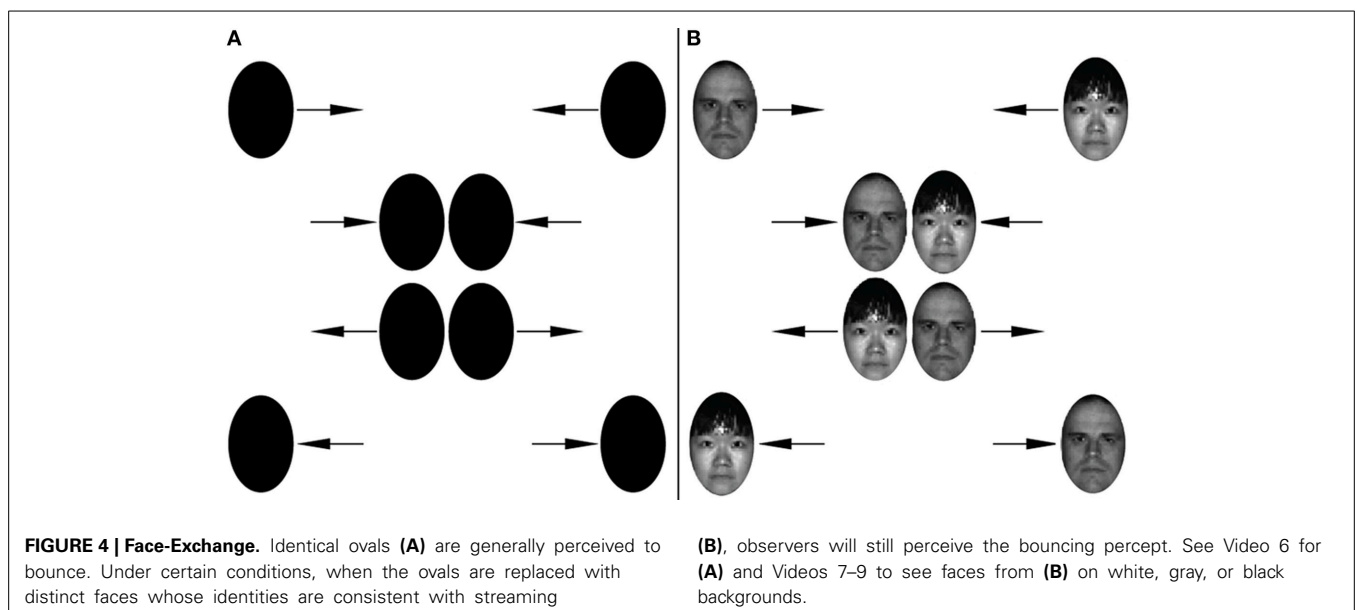 A
B
FIGURE 4 | Face-Exchange. Identical ovals (A) are generally perceived to
bounce. Under certain conditions, when the ovals are replaced with
distinct faces whose identities are consistent with streaming
(B), observers will still perceive the bouncing percept. See Video 6 for
(A) and Videos 7–9 to see faces from (B) on white, gray, or black
backgrounds.